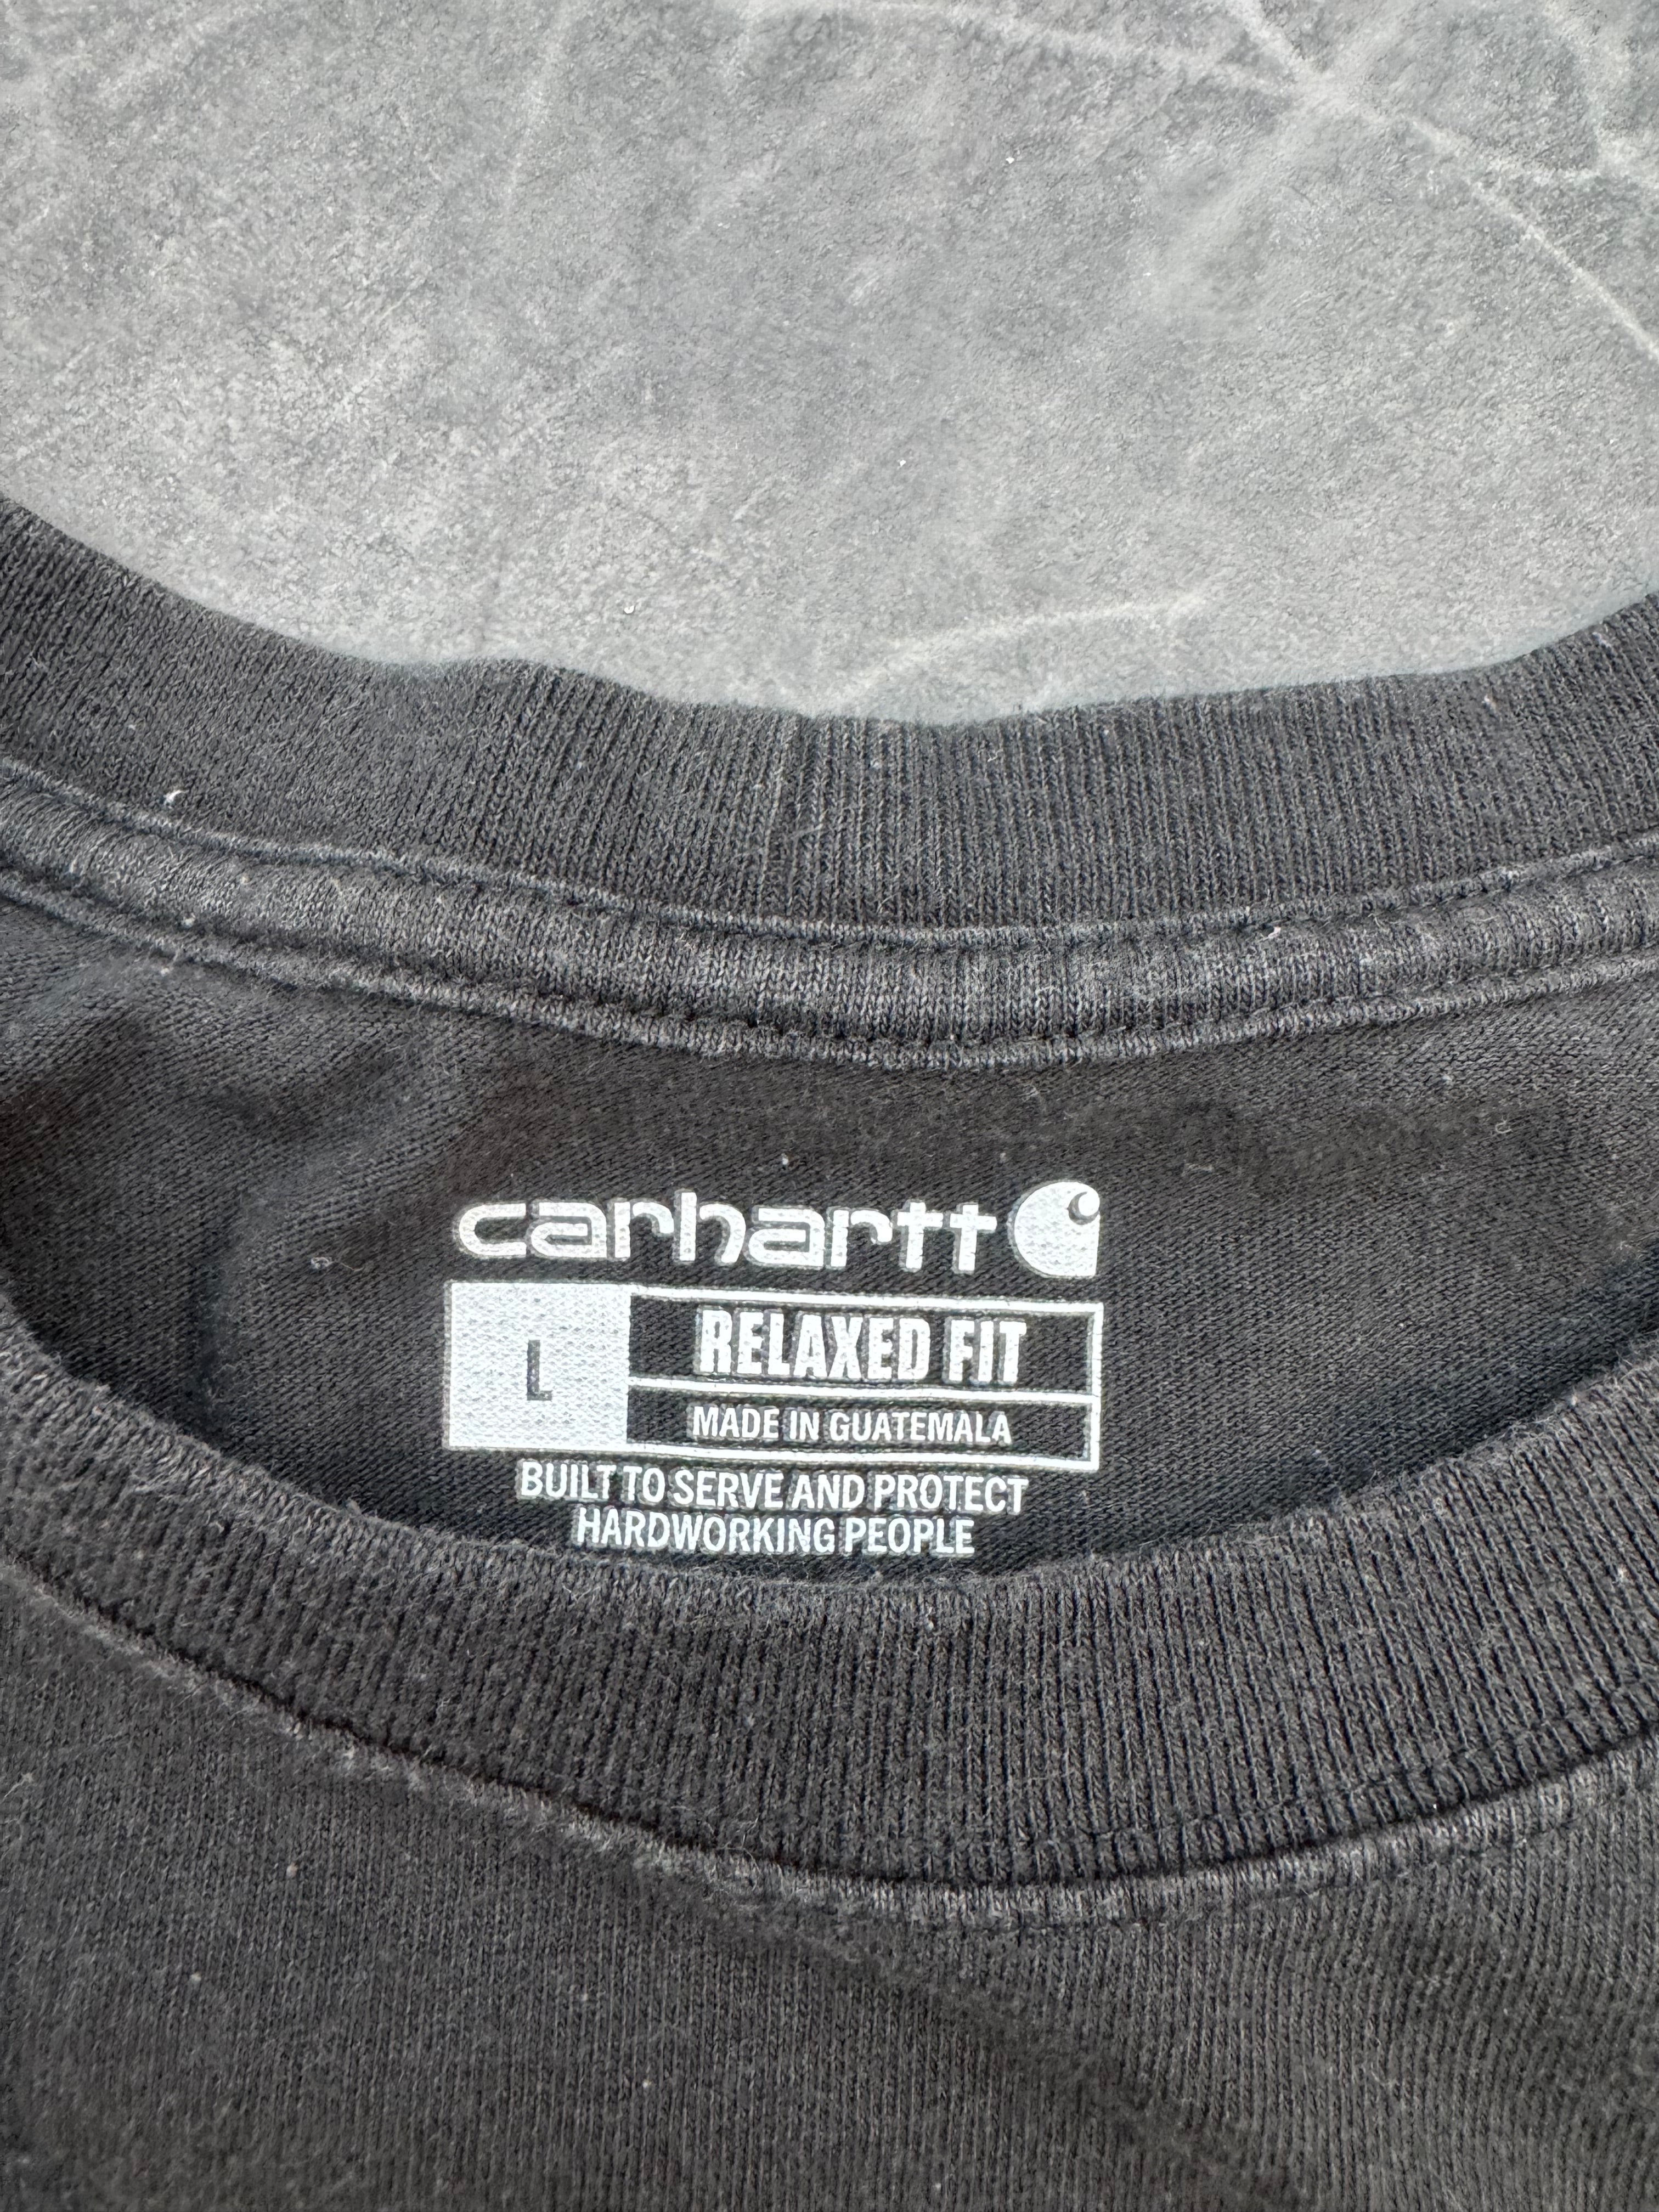 carhartt
L
RELAXED FIT
MADE IN GUATEMALA
BUILT TO SERVE AND PROTECT
HARDWORKING PEOPLE